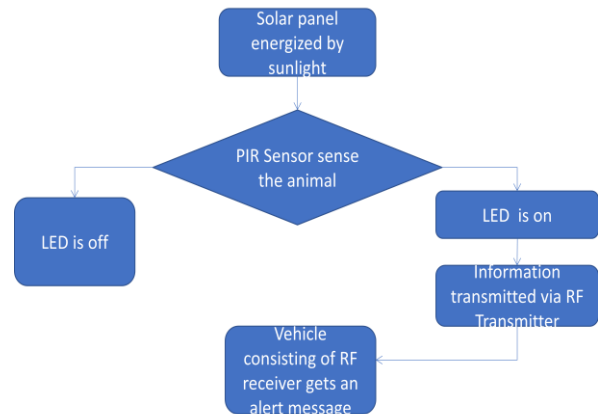 Solar panel
energized by
sunlight
PIR Sensor sense
the animal
LED is off
LED  is on
Information
transmitted via RF
Transmitter
Vehicle
consisting of RF
receiver gets an
alert message